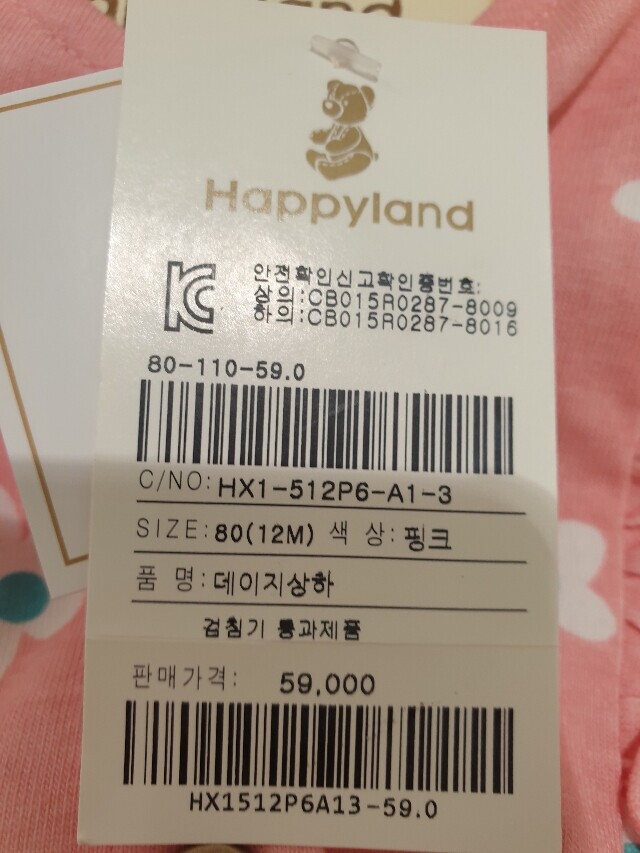 Happyland
안전확인신고확인증번호:
상의:CB015R0287-8009
하의:CB015R0287-8016
80-110-59.0
C/NO: HX1-512P6-A1-3
SIZE: 80(12M) 색 상: 핑크
품 명: 데이지상하
검침기 통과제품
판매가격: 59,000
HX1512P6A13-59.0